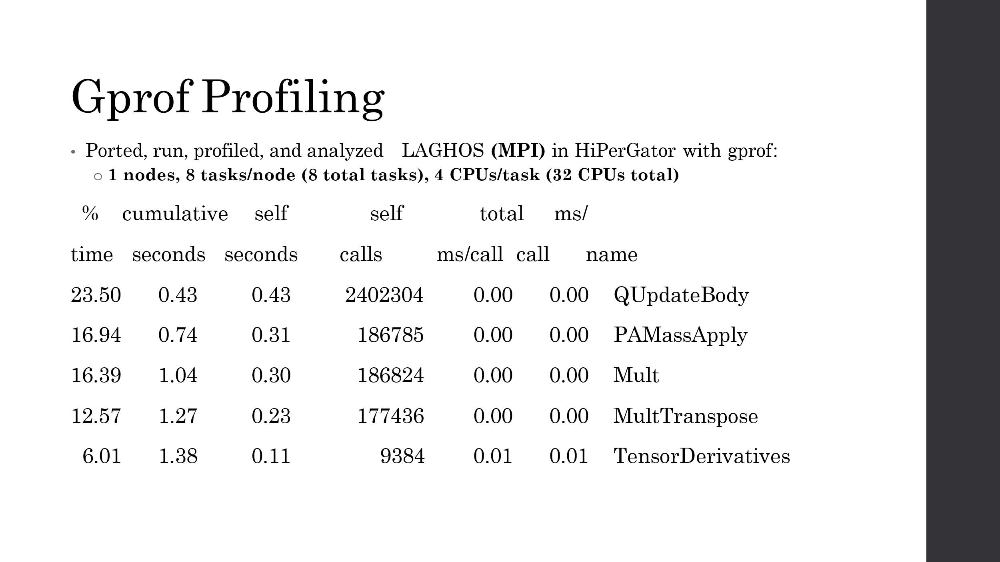 Gprof Profiling
• Ported, run, profiled, and analyzed LAGHOS (MPI) in HiPerGator with gprof:
○ 1 nodes, 8 tasks/node (8 total tasks), 4 CPUs/task (32 CPUs total)
% cumulative self self total ms/
time seconds seconds calls ms/call call name
23.50 0.43 0.43 2402304 0.00 0.00 QUpdateBody
16.94 0.74 0.31 186785 0.00 0.00 PAMassApply
16.39 1.04 0.30 186824 0.00 0.00 Mult
12.57 1.27 0.23 177436 0.00 0.00 MultTranspose
6.01 1.38 0.11 9384 0.01 0.01 TensorDerivatives